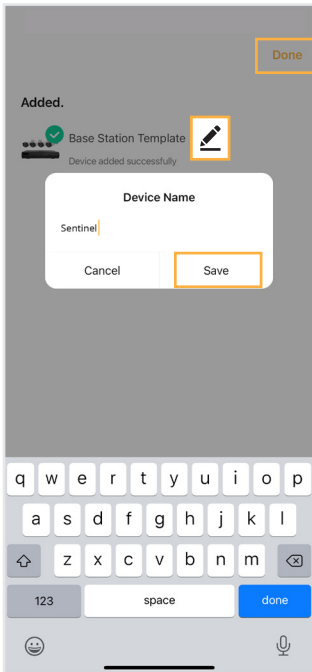 Done
Added.
Base Station Template
Device added successfully
Device Name
Sentinel
Cancel
Save
q w e r t y u i o p
a s d f g h j k l
z x c v b n m
123 space done